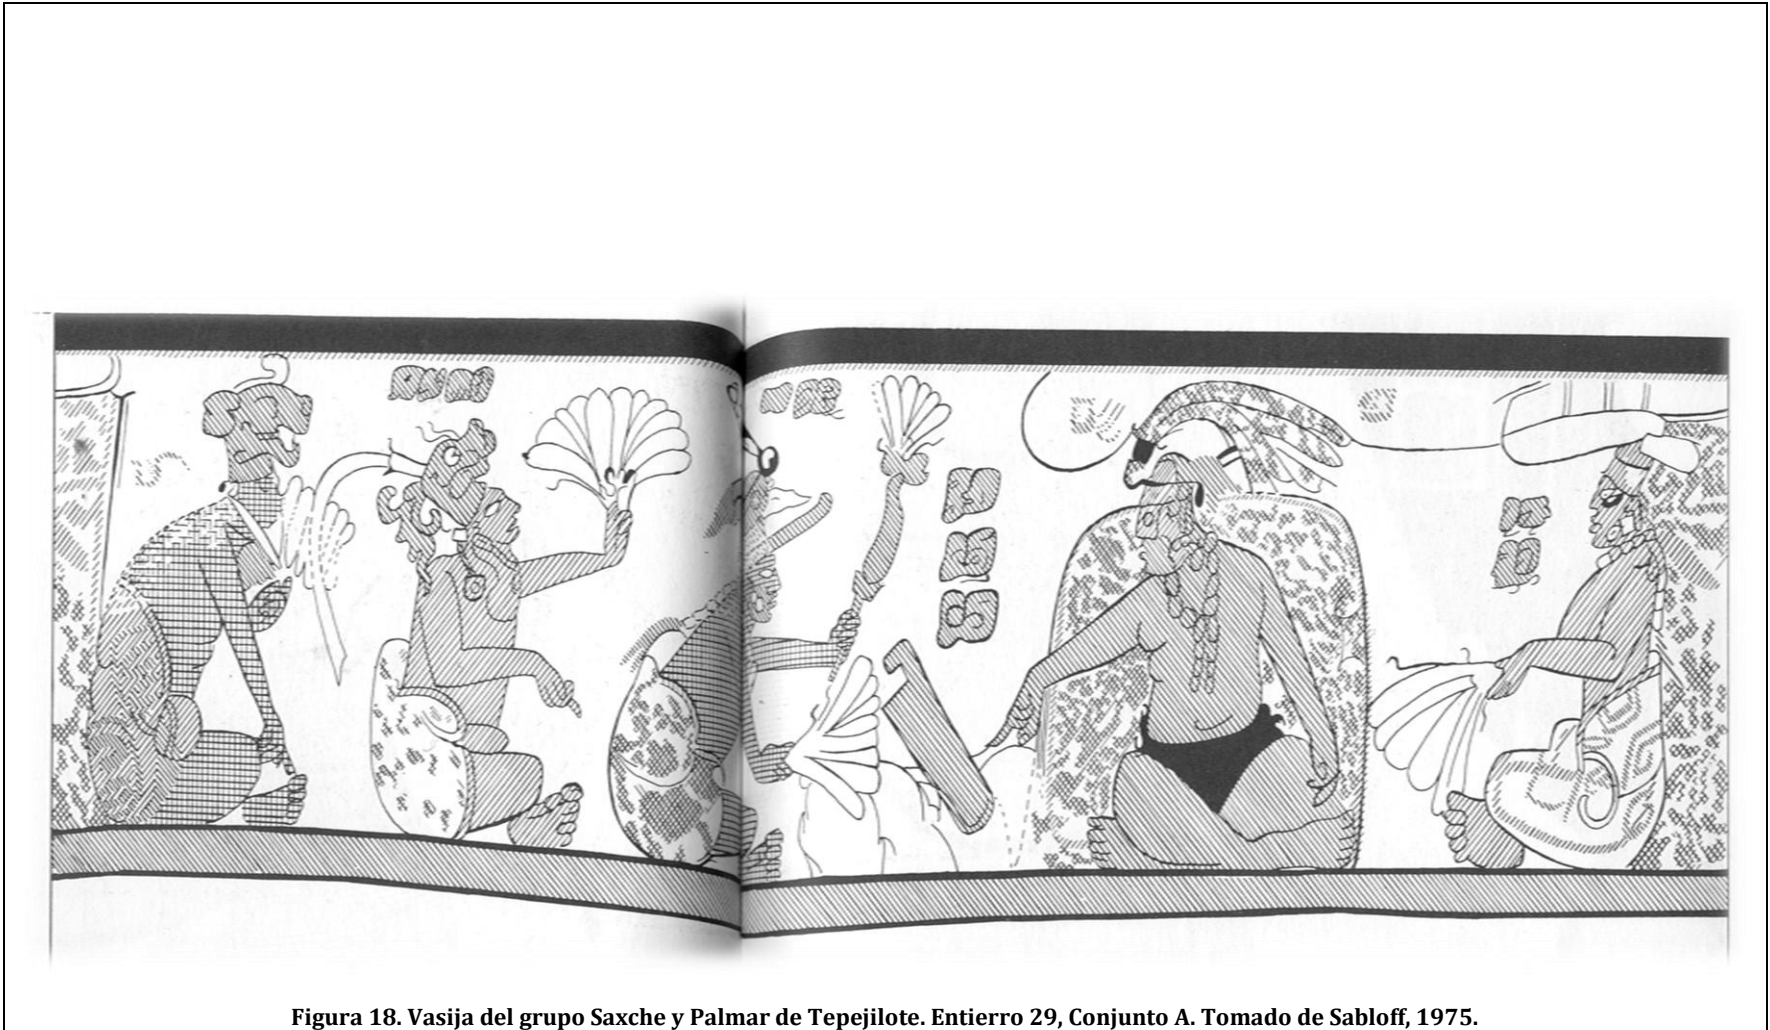 Figura 18. Vasija del grupo Saxche y Palmar de Tepejilote. Entierro 29, Conjunto A. Tomado de Sabloff, 1975.